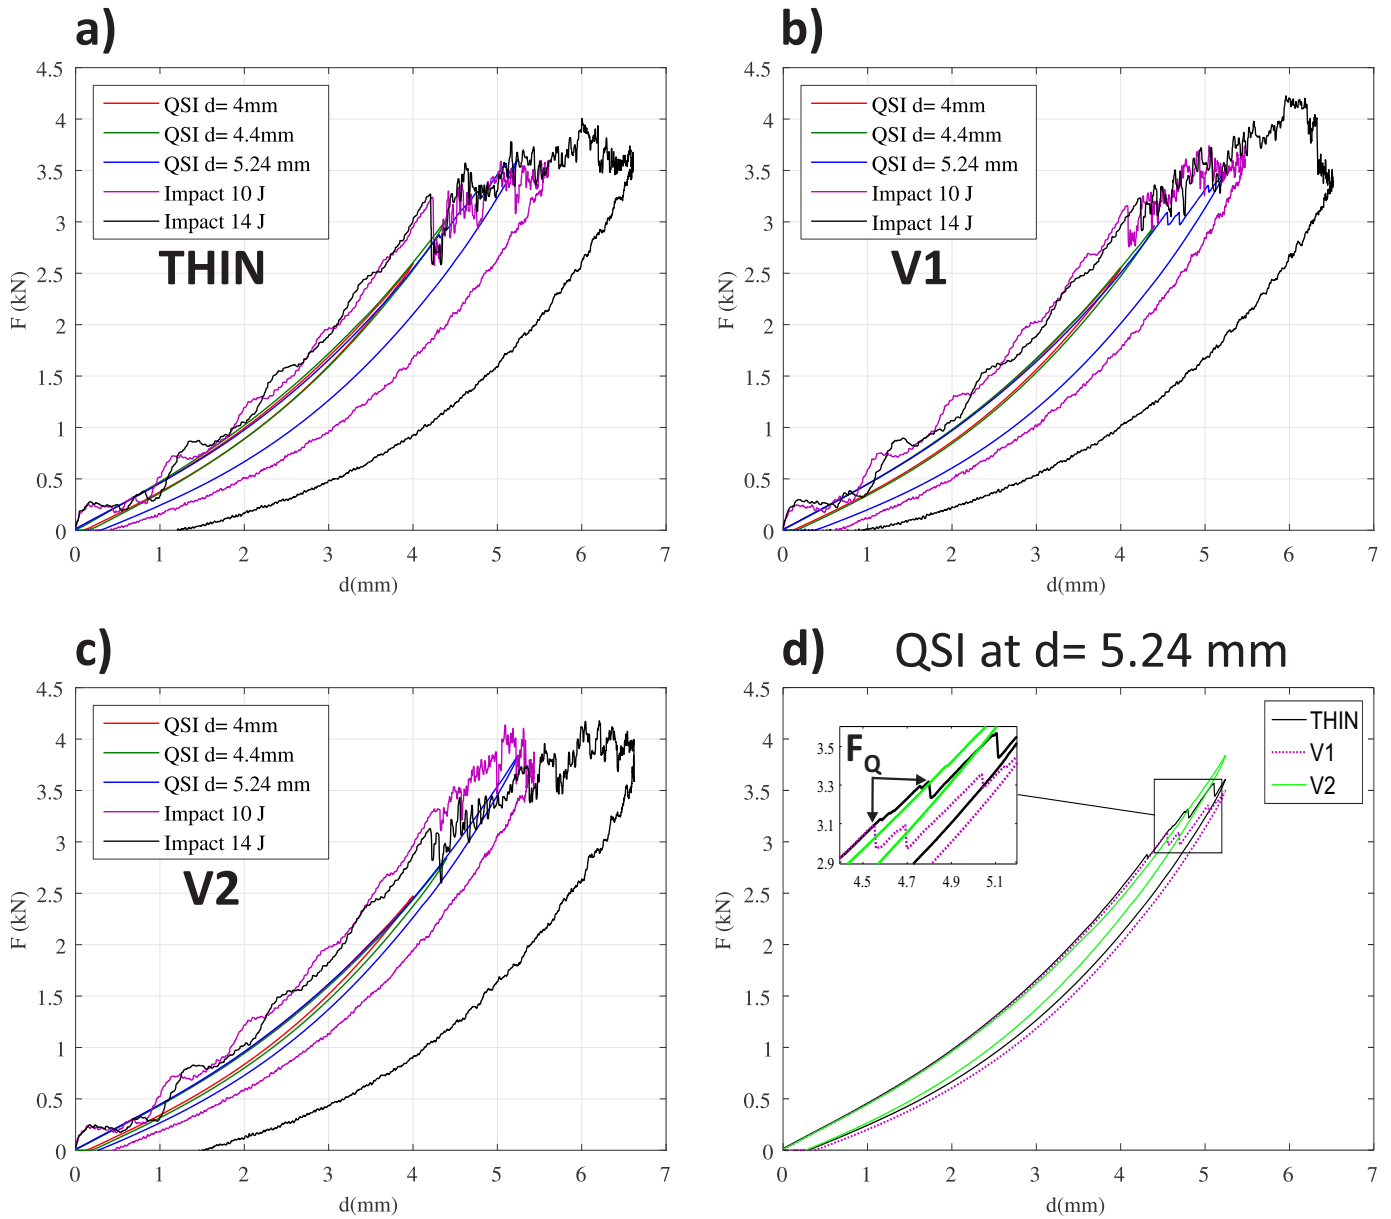 a)
4.5
4
3.5
3
2.5
2
1.5
1
0.5
0
F (kN)
QSI d= 4mm
QSI d= 4.4mm
QSI d= 5.24 mm
Impact 10 J
Impact 14 J
THIN
0 1 2 3 4 5 6 7
d(mm)
b)
4.5
4
3.5
3
2.5
2
1.5
1
0.5
0
F (kN)
QSI d= 4mm
QSI d= 4.4mm
QSI d= 5.24 mm
Impact 10 J
Impact 14 J
V1
0 1 2 3 4 5 6 7
d(mm)
c)
4.5
4
3.5
3
2.5
2
1.5
1
0.5
0
F (kN)
QSI d= 4mm
QSI d= 4.4mm
QSI d= 5.24 mm
Impact 10 J
Impact 14 J
V2
0 1 2 3 4 5 6 7
d(mm)
d) QSI at d= 5.24 mm
4.5
4
3.5
3
2.5
2
1.5
1
0.5
0
F (kN)
THIN
V1
V2
3.5
3.3
3.1
2.9
FQ
4.5 4.7 4.9 5.1
0 1 2 3 4 5 6 7
d(mm)